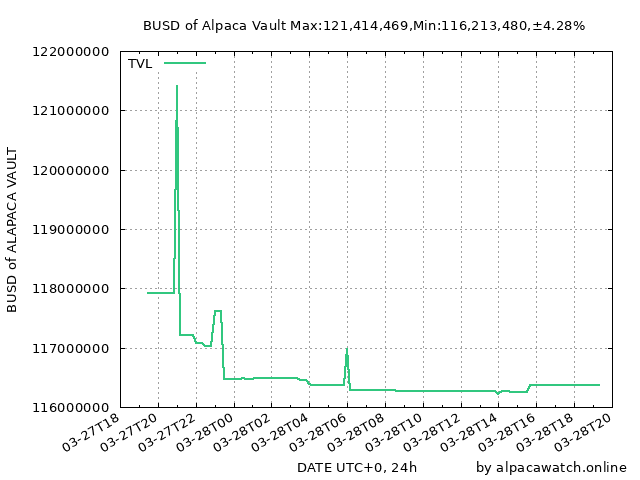 BUSD of Alpaca Vault Max:121,414,469,Min:116,213,480,±4.28%
TVL
122000000
121000000
120000000
119000000
118000000
117000000
116000000
BUSD of ALAPACA VAULT
03-27T18
03-27T20
03-27T22
03-28T00
03-28T02
03-28T04
03-28T06
03-28T08
03-28T10
03-28T12
03-28T14
03-28T16
03-28T18
03-28T20
DATE UTC+0, 24h
by alpacawatch.online